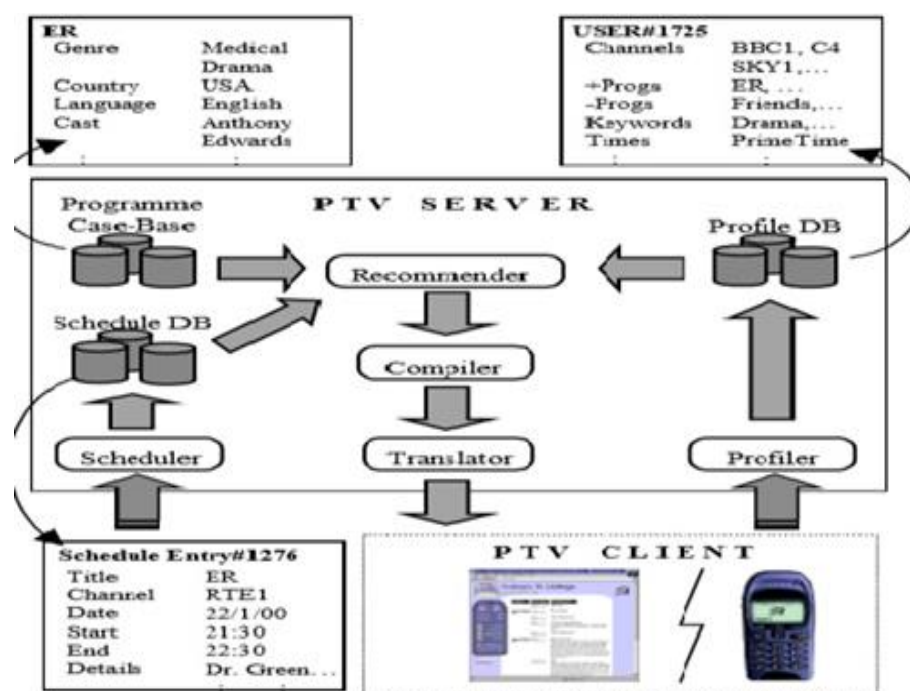 ER
Genre Medical
Drama
Country USA
Language English
Cast Anthony
Edwards
: :
USER#1725
Channels BBC1, C4
SKY1,...
+Progs ER, ...
-Progs Friends,...
Keywords Drama,...
Times PrimeTime
: :
PTV SERVER
Programme
Case-Base
Profile DB
Recommender
Schedule DB
Compiler
Scheduler
Translator
Profiler
Schedule Entry#1276
Title ER
Channel RTE1
Date 22/1/00
Start 21:30
End 22:30
Details Dr. Green...
PTV CLIENT